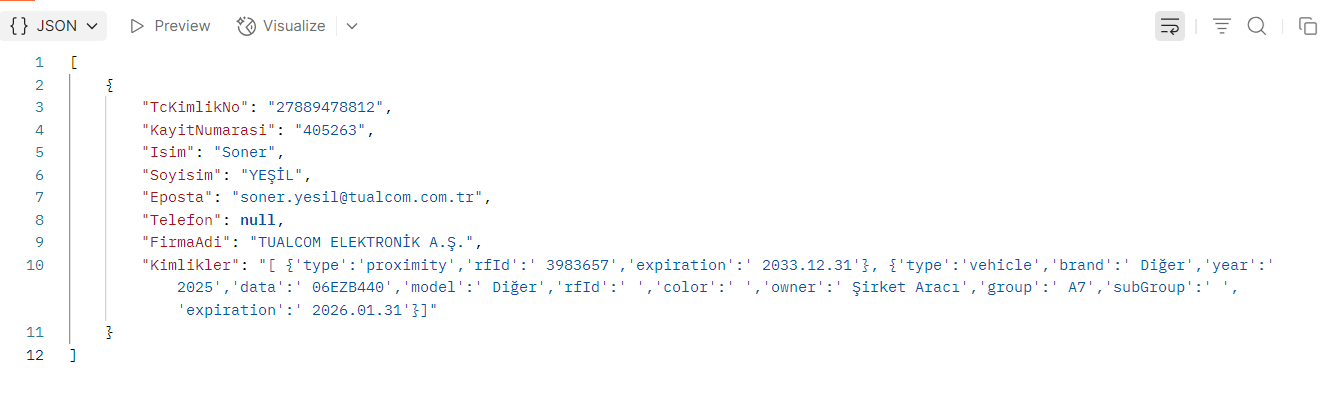 {} JSON Preview Visualize
1 [
2 {
3 "TcKimlikNo": "27889478812",
4 "KayitNumarasi": "405263",
5 "Isim": "Soner",
6 "Soyisim": "YEŞİL",
7 "Eposta": "soner.yesil@tualcom.com.tr",
8 "Telefon": null,
9 "FirmaAdi": "TUALCOM ELEKTRONİK A.Ş.",
10 "Kimlikler": "[ {'type':'proximity','rfId':' 3983657','expiration':' 2033.12.31'}, {'type':'vehicle','brand':' Diğer','year':'
2025','data':' 06EZB440','model':' Diğer','rfId':' ','color':' ','owner':' Şirket Aracı','group':' A7','subGroup':' ',
'expiration':' 2026.01.31'}]"
11 }
12 ]